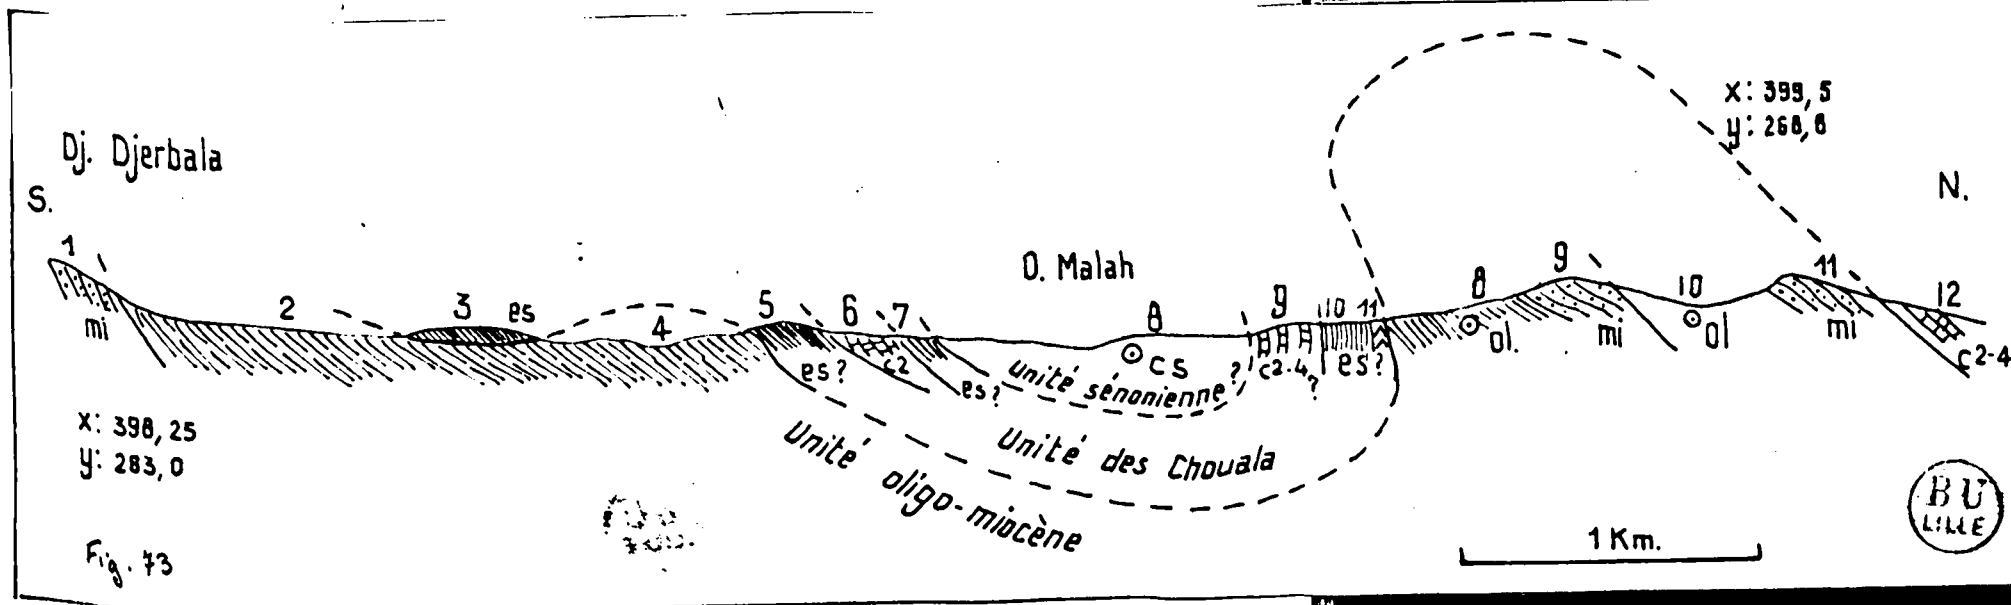 Dj. Djerbala
S.
N.
x: 399,5
y: 268,8
O. Malah
1 2 3 es 4 5 6 7 8 9 10 11 8 9 10 11 12
mi es? c2 es? cs c2-4? es? ol. mi ol mi c2-4
unité sénonienne?
Unité des Chouala
Unité oligo-miocène
x: 398,25
y: 283,0
Fig. 73
1 Km.
BU
LILLE